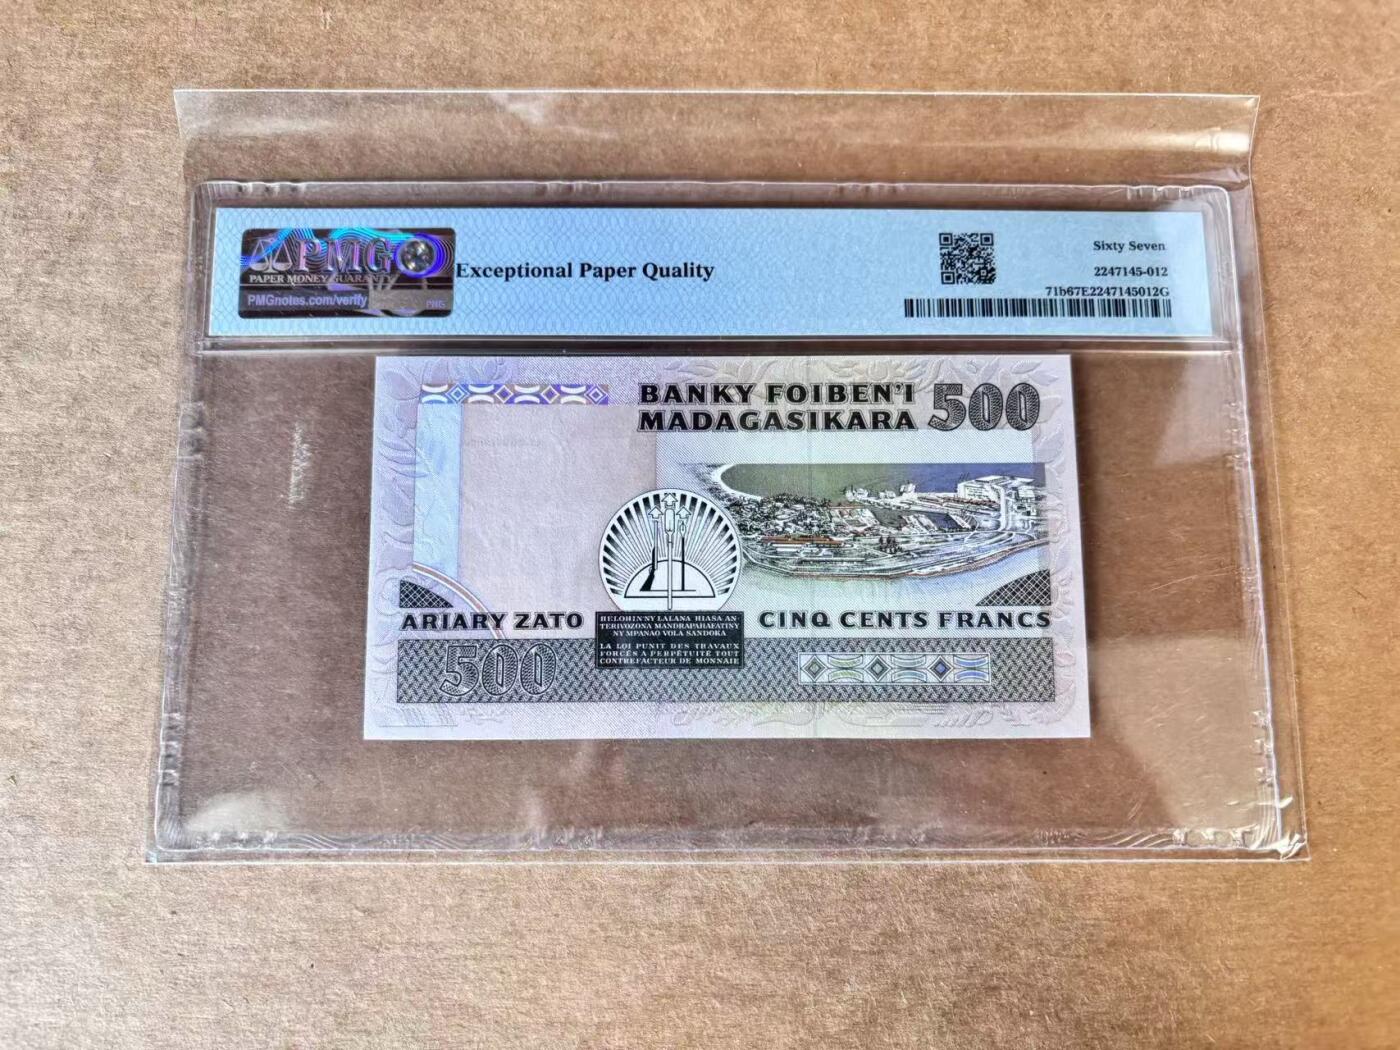 PMG
PAPER MONEY GUARANTY
PMGnotes.com/verify
PMG
Exceptional Paper Quality
Sixty Seven
2247145-012
71b67E2247145012G
BANKY FOIBEN'I
MADAGASIKARA
500
ARIARY ZATO
HELOHIN'NY LALANA HIASA AN-
TERIVOZONA MANDRAPAHAFATINY
NY MPANAO VOLA SANDOKA
LA LOI PUNIT DES TRAVAUX
FORCÉS A PERPÉTUITÉ TOUT
CONTREFACTEUR DE MONNAIE
CINQ CENTS FRANCS
500